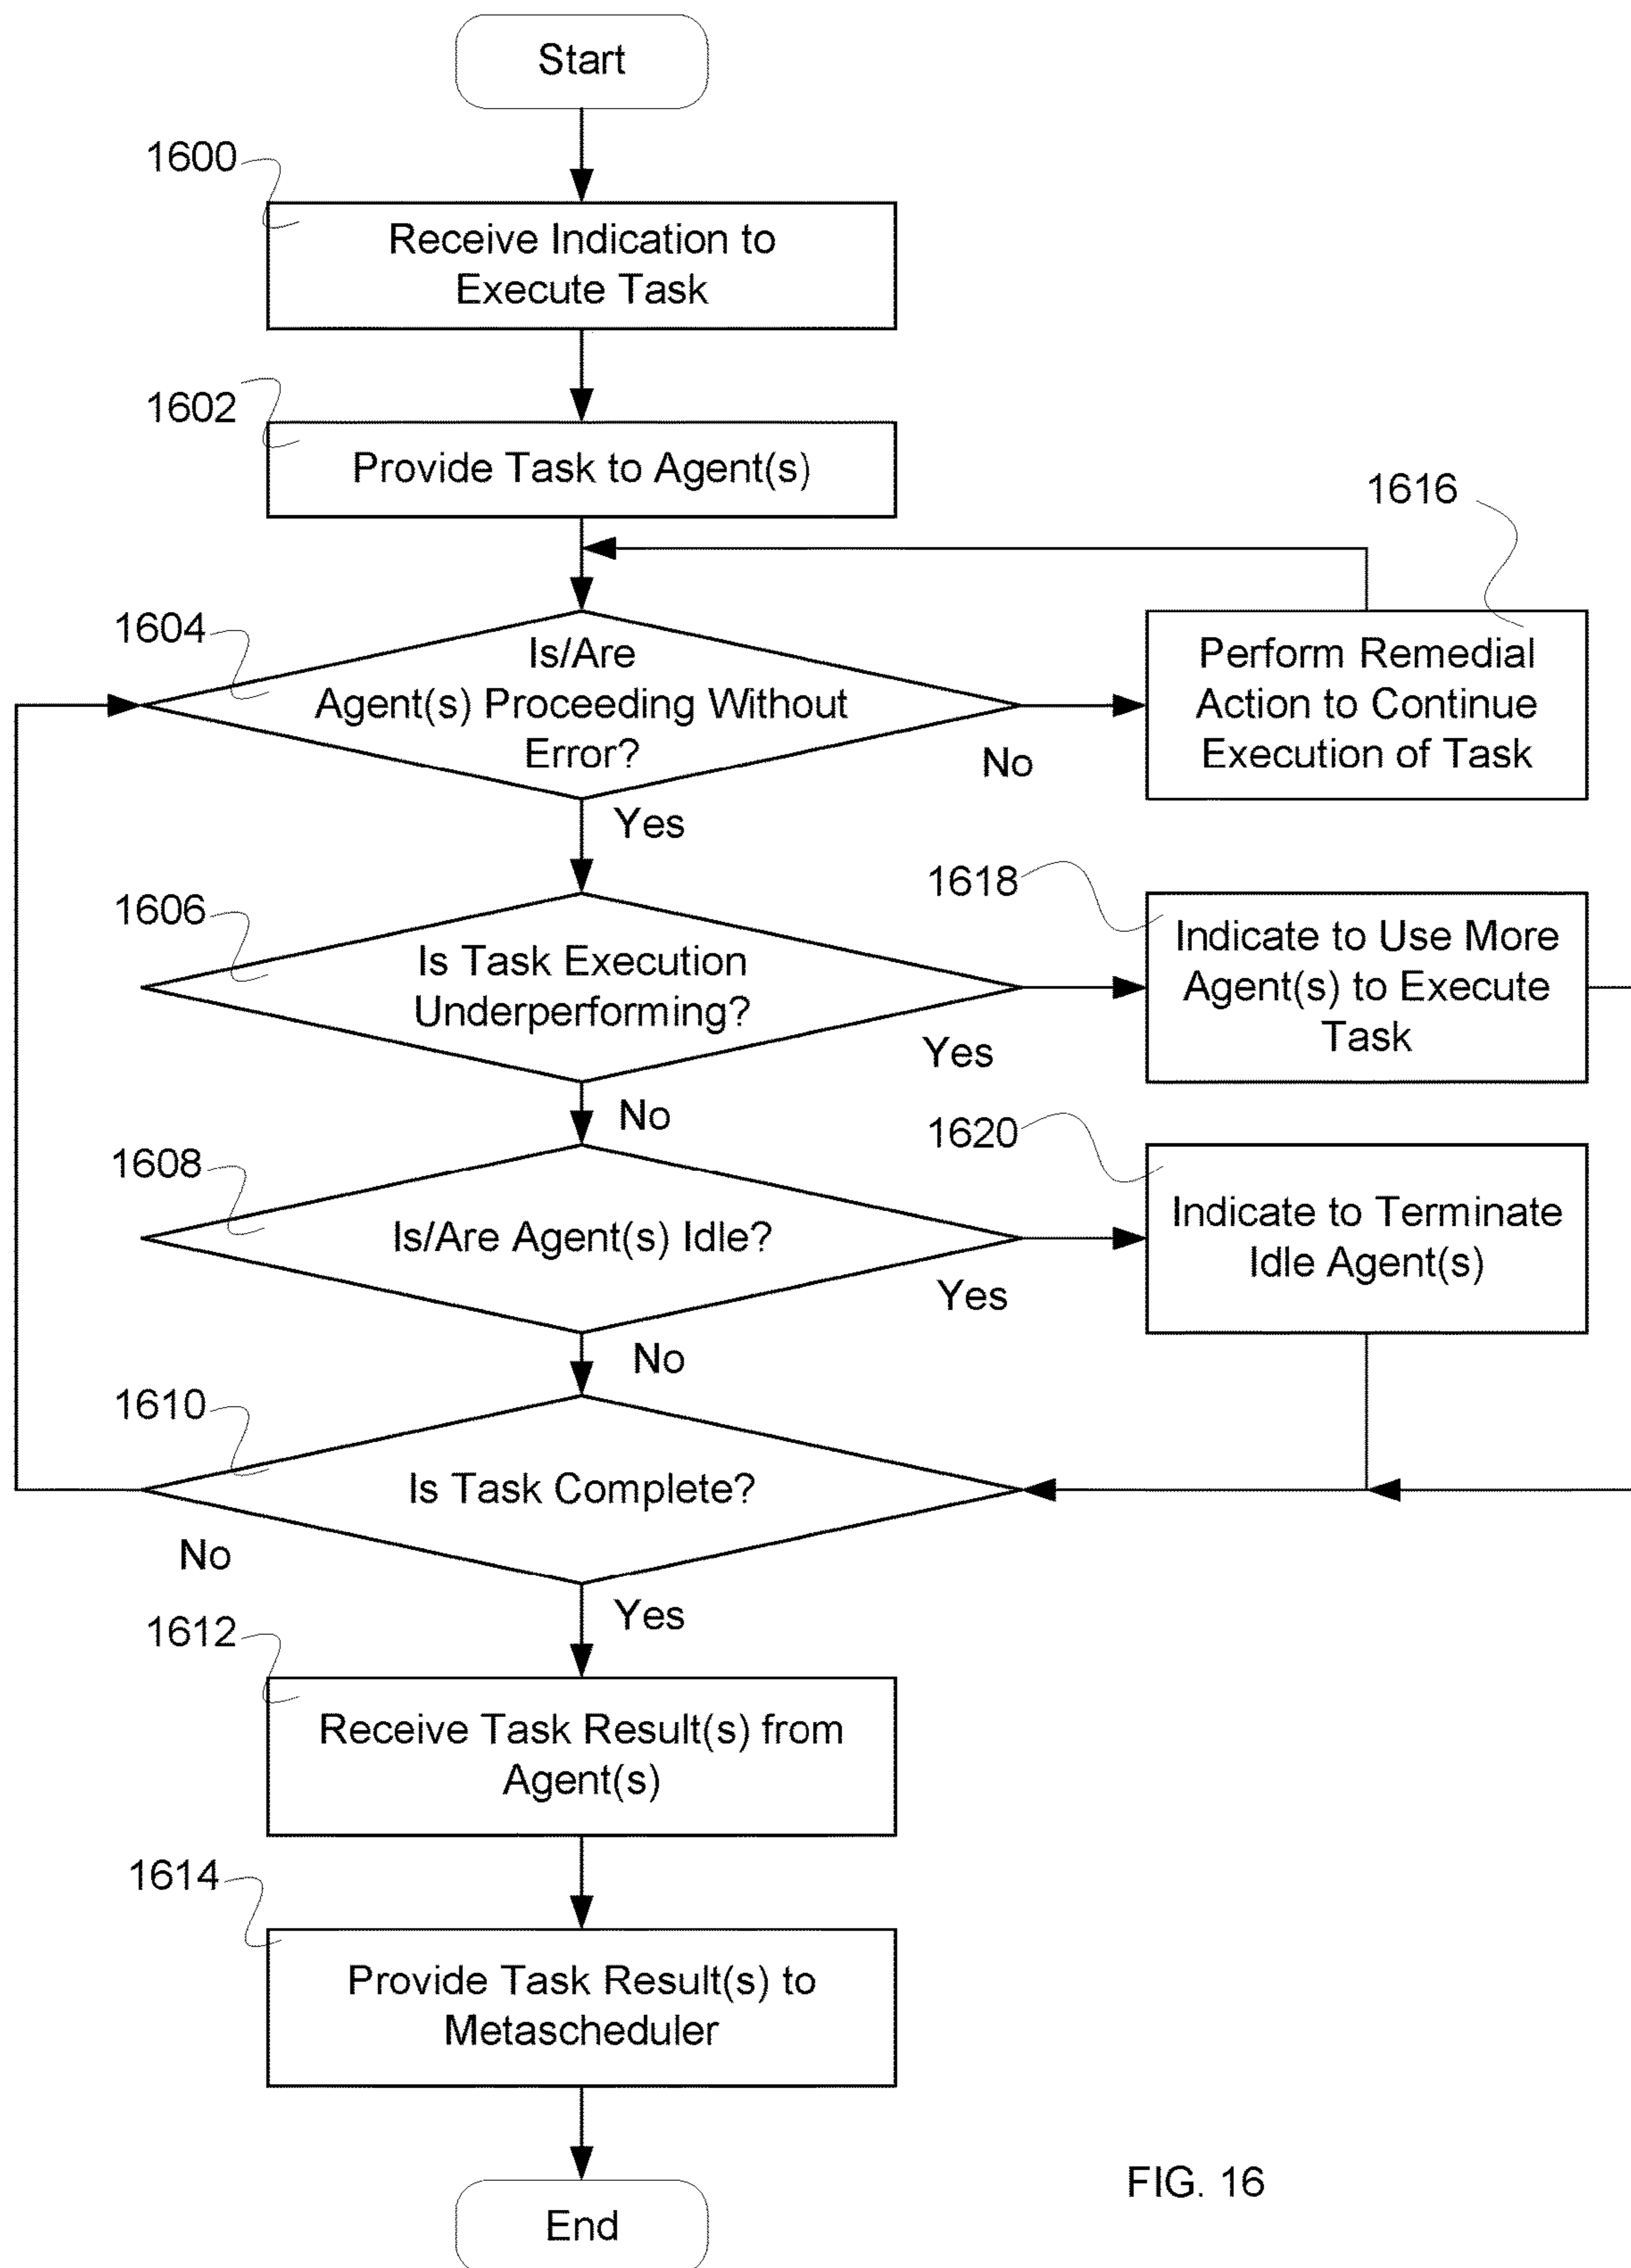 Start
1600
Receive Indication to
Execute Task
1602
Provide Task to Agent(s)
1616
1604
Is/Are
Agent(s) Proceeding Without
Error?
No
Perform Remedial
Action to Continue
Execution of Task
Yes
1606
Is Task Execution
Underperforming?
Yes
1618
Indicate to Use More
Agent(s) to Execute
Task
No
1608
Is/Are Agent(s) Idle?
Yes
1620
Indicate to Terminate
Idle Agent(s)
No
1610
Is Task Complete?
No
Yes
1612
Receive Task Result(s) from
Agent(s)
1614
Provide Task Result(s) to
Metascheduler
End
FIG. 16